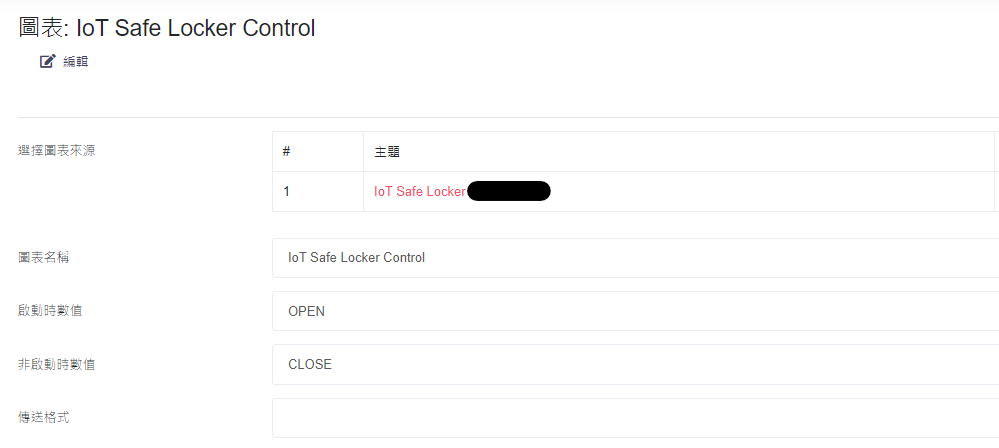 圖表: IoT Safe Locker Control
編輯
選擇圖表來源
# 主題
1 IoT Safe Locker
圖表名稱 IoT Safe Locker Control
啟動時數值 OPEN
非啟動時數值 CLOSE
傳送格式